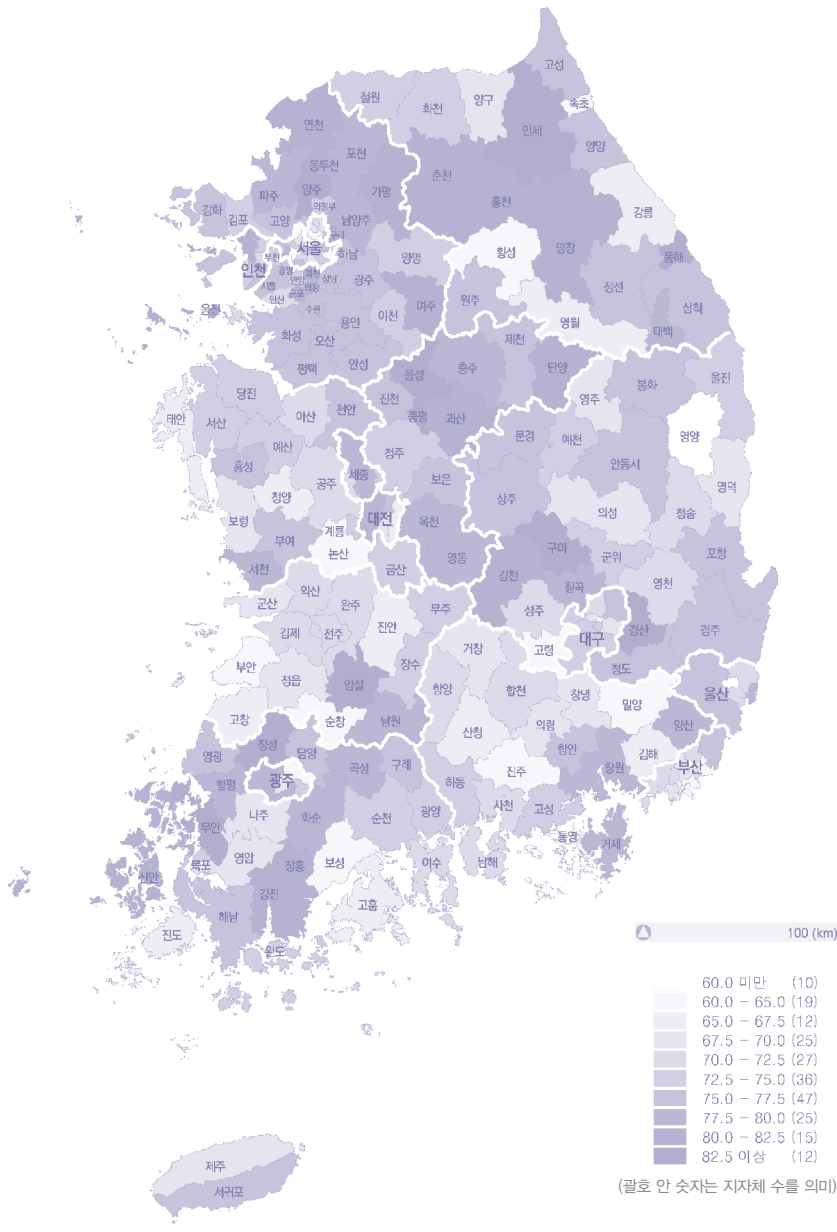 고성
철원
화천
양구
속초
연천
인제
양양
포천
동두천
춘천
가평
홍천
파주
양주
강화
의정부
강릉
김포
고양
남양주
구리
서울
평창
횡성
하남
양평
동해
부천
인천
광명
과천
성남
광주
정선
시흥
안양
의왕
군포
안산
여주
원주
삼척
수원
이천
옹진
용인
영월
화성
오산
태백
제천
평택
안성
음성
충주
단양
봉화
울진
당진
진천
영주
태안
서산
아산
천안
증평
괴산
영양
문경
예천
예산
청주
안동시
홍성
세종
공주
보은
영덕
청양
상주
의성
청송
보령
대전
계룡
옥천
부여
논산
구미
군위
포항
서천
금산
영동
김천
영천
칠곡
익산
군산
완주
무주
성주
경산
김제
전주
진안
거창
고령
대구
경주
부안
장수
청도
정읍
임실
함양
합천
창녕
밀양
울산
고창
순창
남원
산청
의령
양산
장성
담양
함안
김해
영광
곡성
구례
진주
창원
부산
함평
광주
하동
나주
화순
순천
광양
사천
고성
무안
통영
거제
영암
목포
보성
여수
남해
신안
장흥
강진
고흥
해남
진도
완도
100 (km)
60.0 미만 (10)
60.0 – 65.0 (19)
65.0 – 67.5 (12)
67.5 – 70.0 (25)
70.0 – 72.5 (27)
72.5 – 75.0 (36)
75.0 – 77.5 (47)
77.5 – 80.0 (25)
80.0 – 82.5 (15)
82.5 이상 (12)
제주
서귀포
(괄호 안 숫자는 지자체 수를 의미)